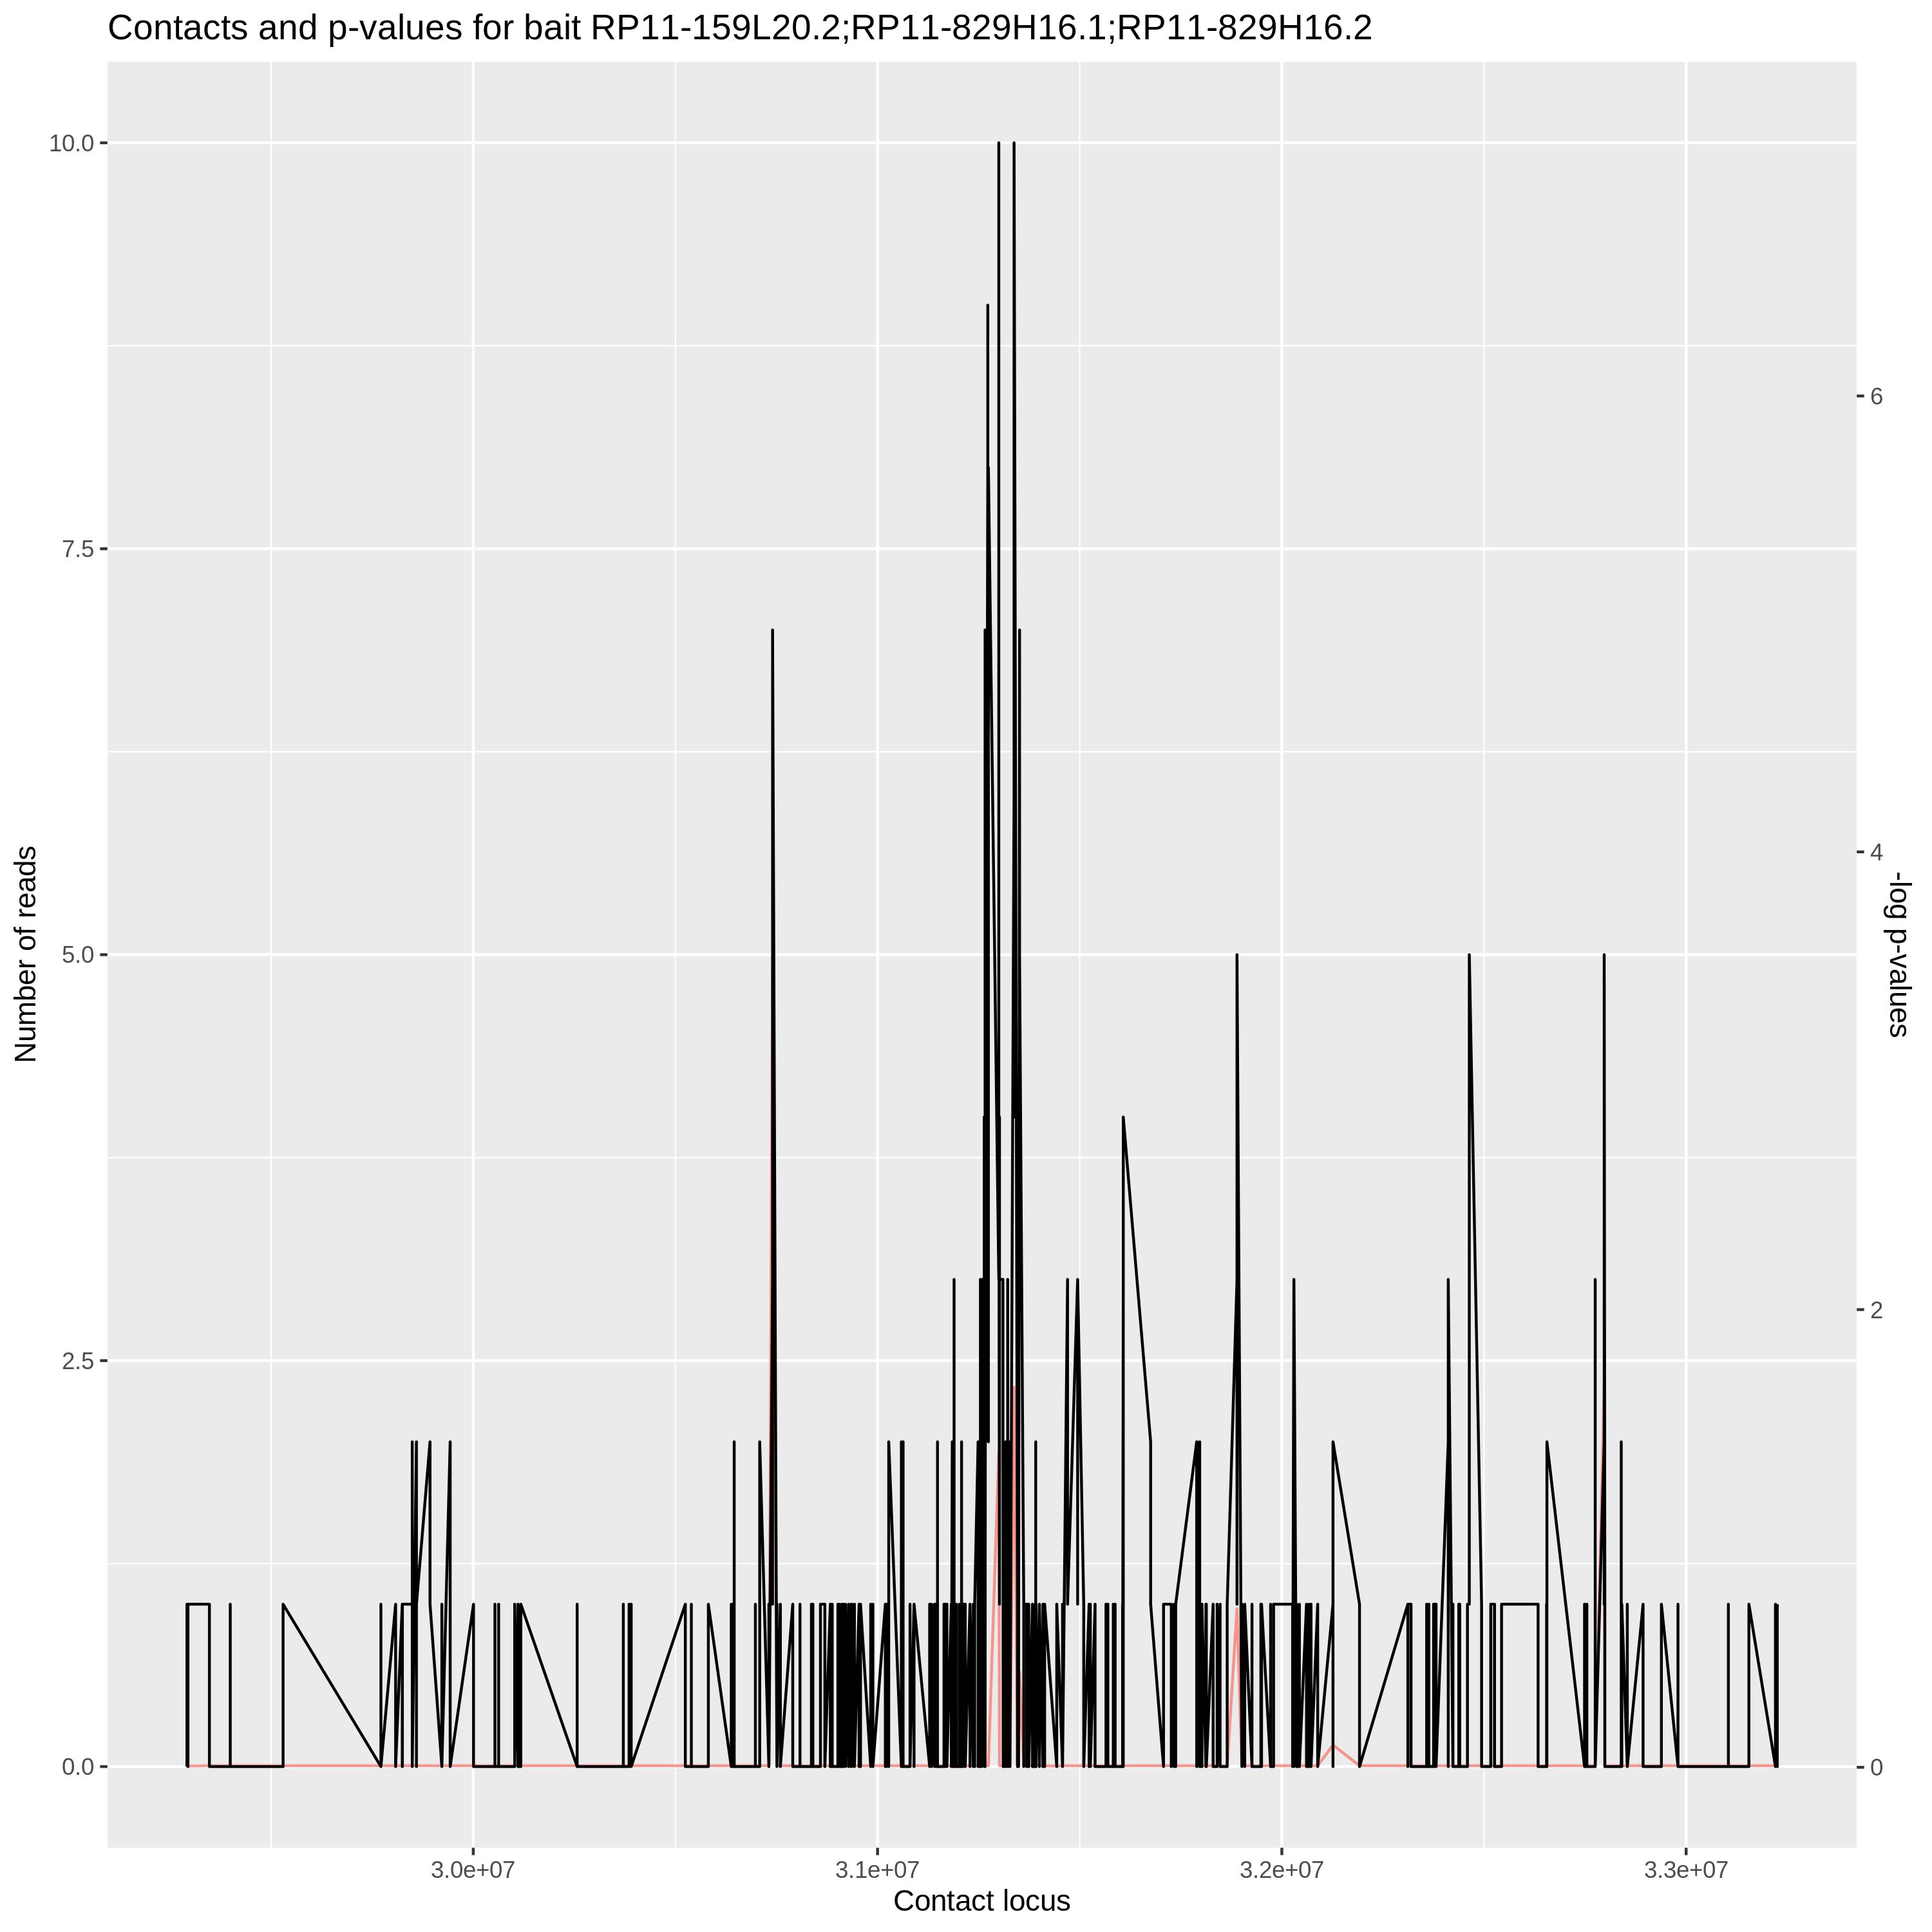 Contacts and p-values for bait RP11-159L20.2;RP11-829H16.1;RP11-829H16.2
10.0
7.5
5.0
2.5
0.0
Number of reads
6
4
2
0
-log p-values
3.0e+07 3.1e+07 3.2e+07 3.3e+07
Contact locus